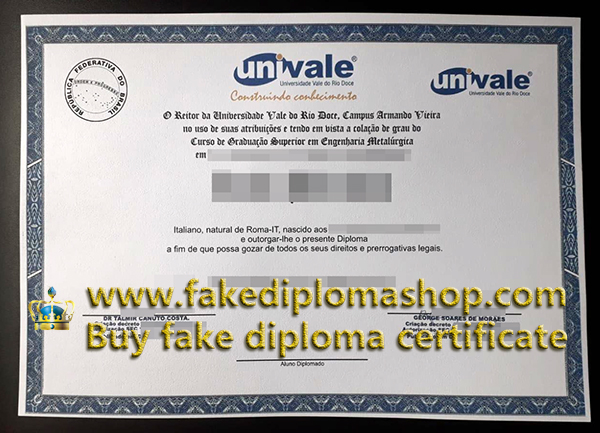 REPÚBLICA FEDERATIVA DO BRASIL
univale®
Universidade Vale do Rio Doce
Construindo conhecimento
univale®
Universidade Vale do Rio Doce
O Reitor da Universidade Vale do Rio Doce, Campus Armando Vieira
no uso de suas atribuições e tendo em vista a colação de grau do
Curso de Graduação Superior em Engenharia Metalúrgica
em
Italiano, natural de Roma-IT, nascido aos
e outorgar-lhe o presente Diploma
a fim de que possa gozar de todos os seus direitos e prerrogativas legais.
www.fakediplomashop.com
DR TALMIR CANUTO COSTA.
GEORGE SOARES DE MORAES
Criação decreto
Criação decreto
Buy fake diploma certificate
Aluno Diplomado